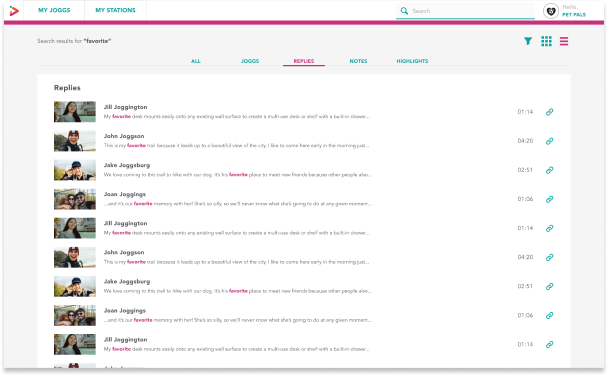 MY JOGGS
MY STATIONS
Search
Hello,
PET PALS
Search results for "favorite"
ALL
JOGGS
REPLIES
NOTES
HIGHLIGHTS
Replies
Jill Joggington
My favorite desk mounts easily onto any existing wall surface to create a multi-use desk or shelf with a built-in shower...
01:14
John Joggson
This is my favorite trail because it leads up to a beautiful view of the city. I like to come here early in the morning just...
04:20
Jake Joggsburg
We love coming to this trail to hike with our dog. It's his favorite place to meet new friends because other people also...
02:51
Joan Joggings
...and it's our favorite memory with her! She's so silly, so we'll never know what she's going to do at any given moment...
01:06
Jill Joggington
My favorite desk mounts easily onto any existing wall surface to create a multi-use desk or shelf with a built-in shower...
01:14
John Joggson
This is my favorite trail because it leads up to a beautiful view of the city. I like to come here early in the morning just...
04:20
Jake Joggsburg
We love coming to this trail to hike with our dog. It's his favorite place to meet new friends because other people also...
02:51
Joan Joggings
...and it's our favorite memory with her! She's so silly, so we'll never know what she's going to do at any given moment...
01:06
Jill Joggington
My favorite desk mounts easily onto any existing wall surface to create a multi-use desk or shelf with a built-in shower...
01:14
John Joggson